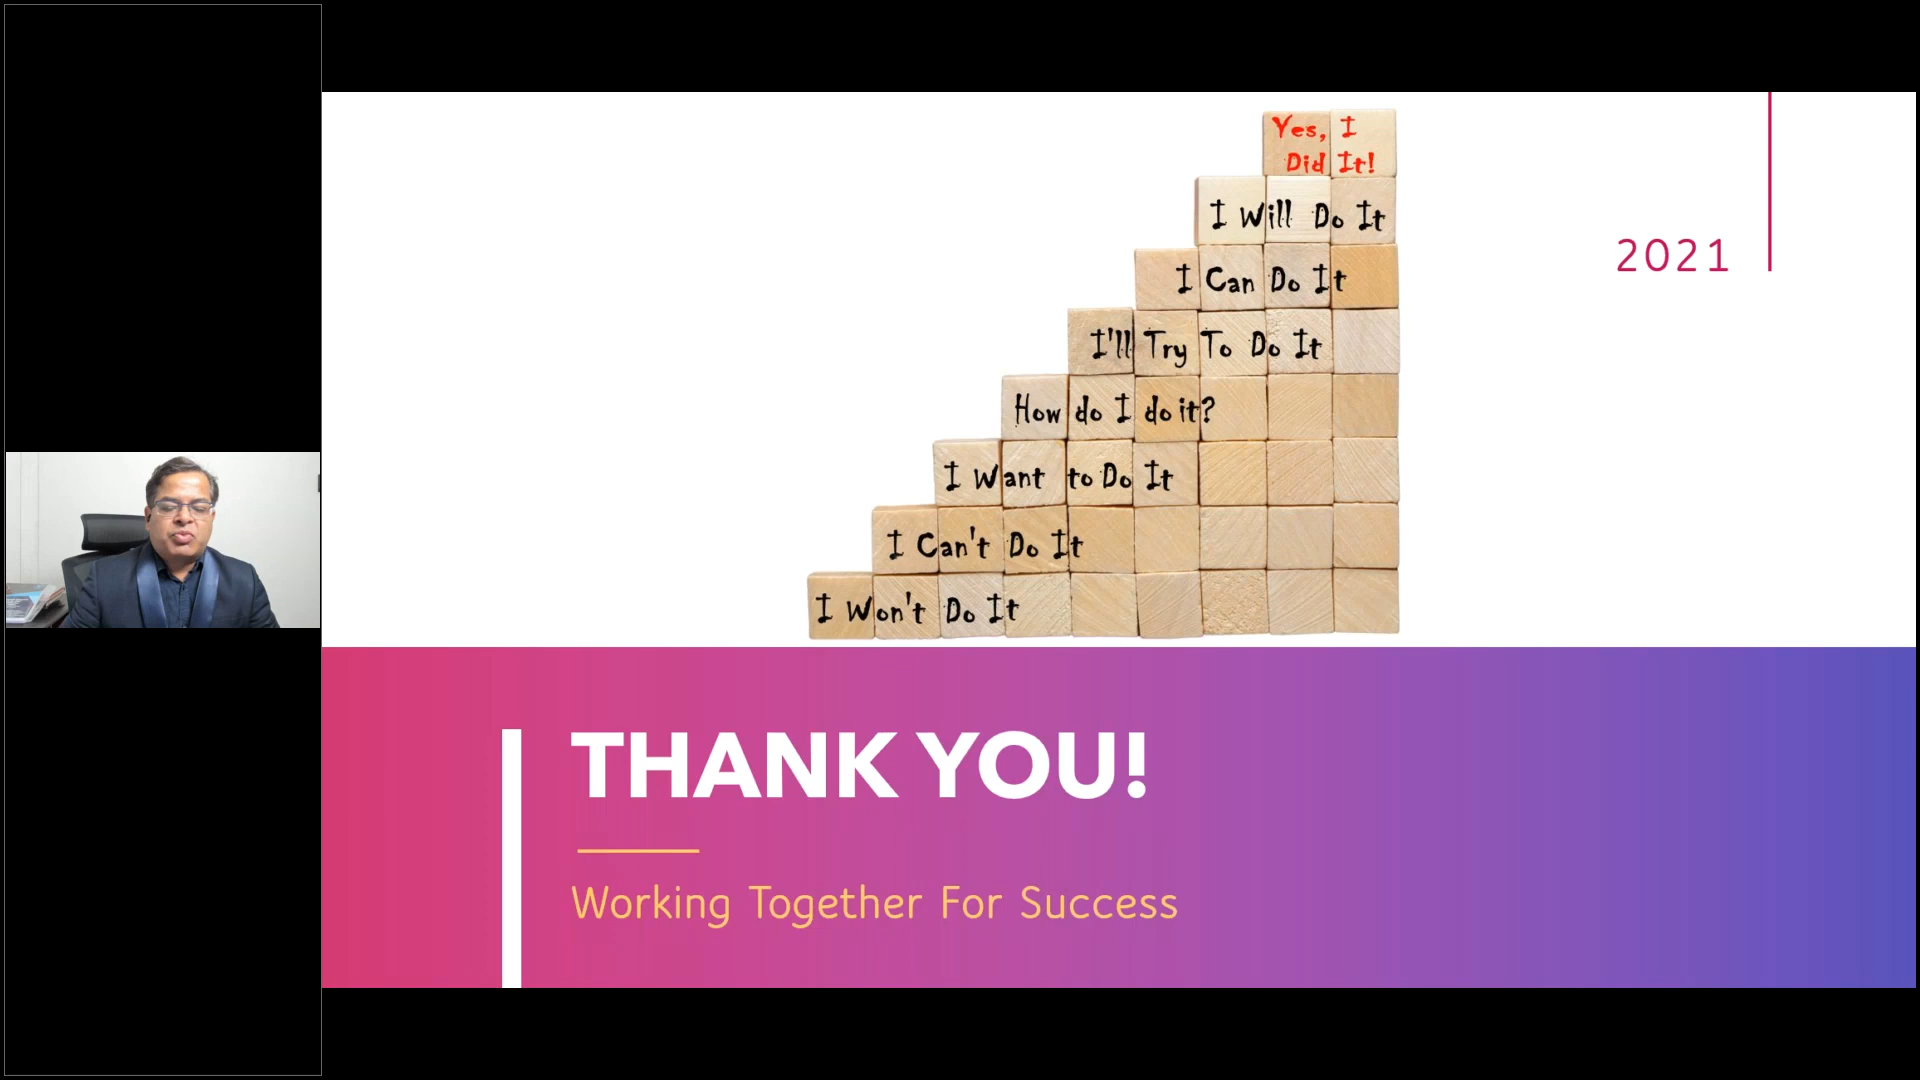 Yes, I
Did It!
I Will Do It
2021
I Can Do It
I'll Try To Do It
How do I do it?
I Want to Do It
I Can't Do It
I Won't Do It
THANK YOU!
Working Together For Success